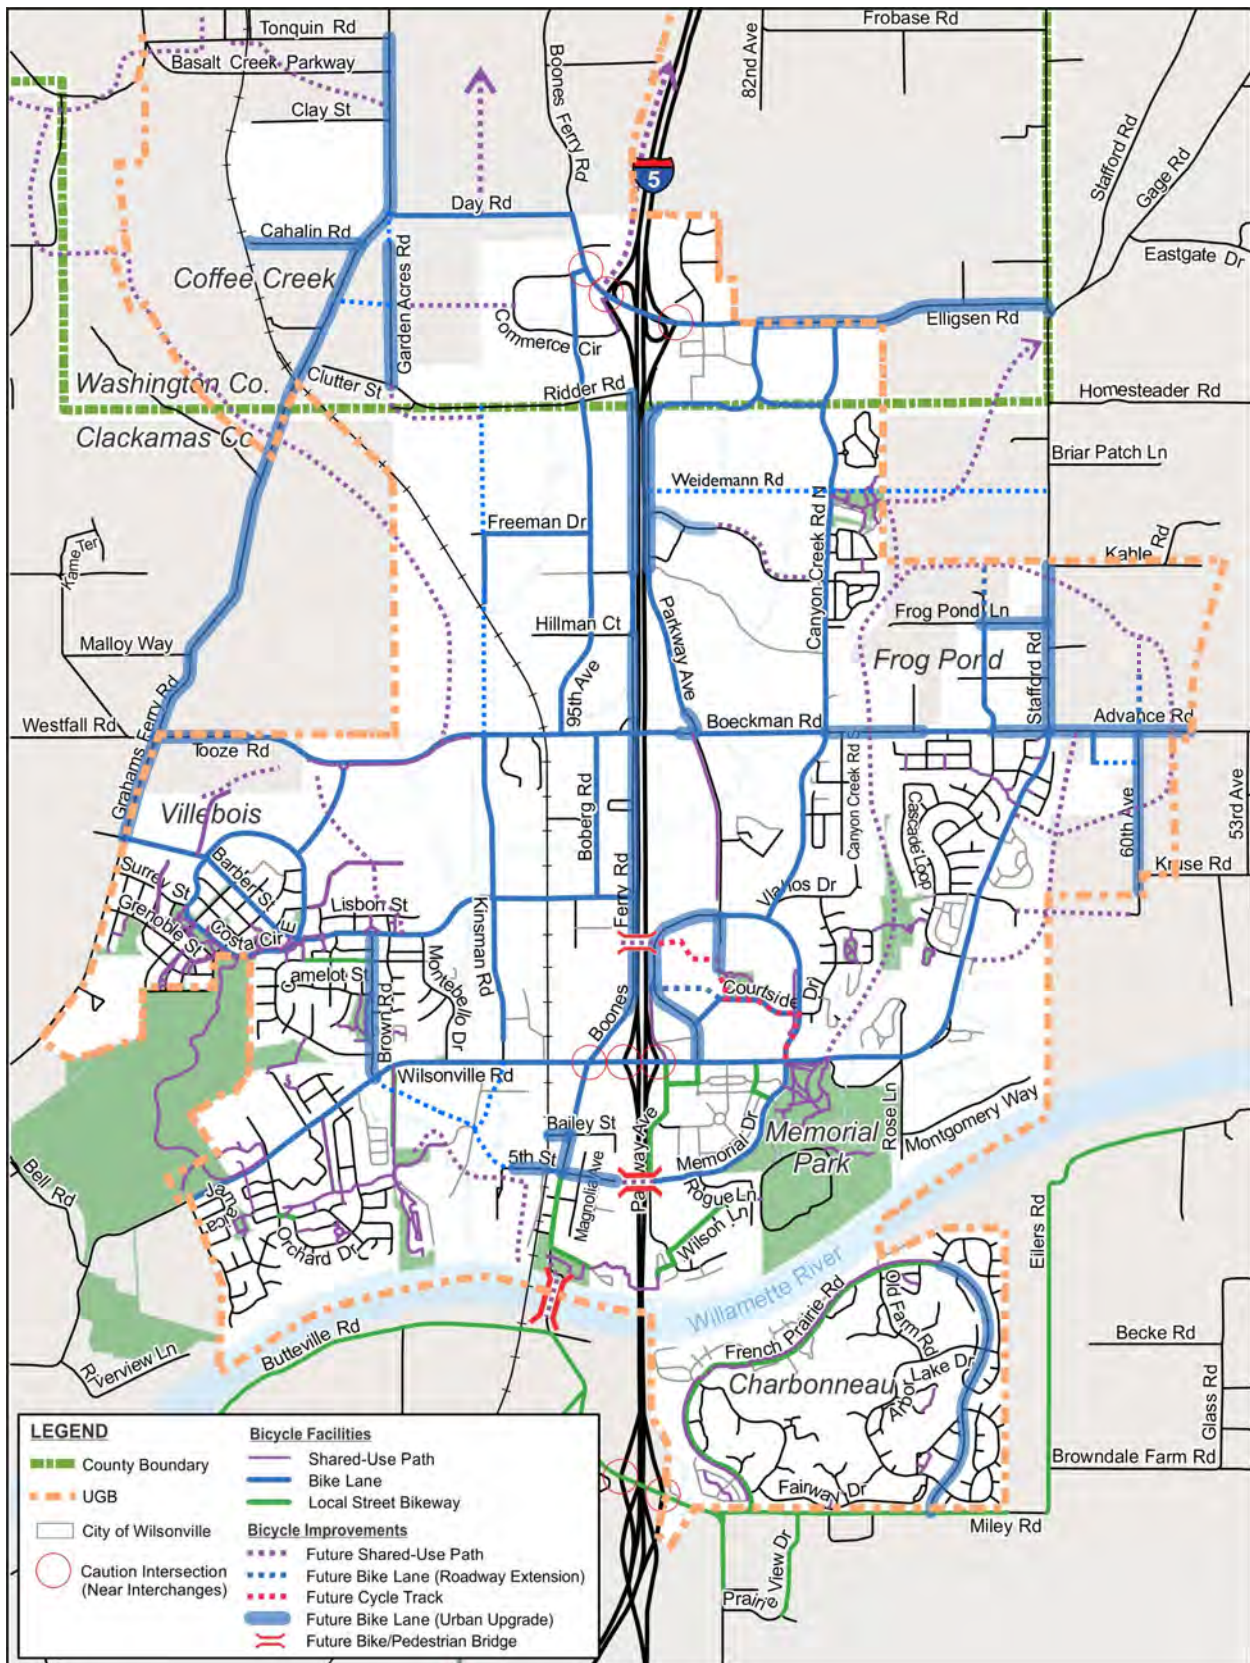 Tonquin Rd
Frobase Rd
Basalt Creek Parkway
Boones Ferry Rd
82nd Ave
Clay St
Stafford Rd
Gage Rd
5
Day Rd
Cahalin Rd
Eastgate Dr
Coffee Creek
Garden Acres Rd
Elligsen Rd
Commerce Cir
Washington Co.
Clutter St
Ridder Rd
Homesteader Rd
Clackamas Cc
Briar Patch Ln
Weidemann Rd
Canyon Creek Rd N
Freeman Dr
Kame Ter
Kahle Rd
Parkway Ave
Frog Pond Ln
Hillman Ct
Malloy Way
Frog Pond
Stafford Rd
95th Ave
Grahams Ferry Rd
Westfall Rd
Tooze Rd
Boeckman Rd
Advance Rd
Canyon Creek Rd S
Villebois
Boberg Rd
Cascade Loop
60th Ave
53rd Ave
Kruse Rd
Surrey St
Barber St
Vlahos Dr
Grenoble St
Lisbon St
Ferry Rd
Costa Cir E
Kinsman Rd
Camelot St
Montebello Dr
Courtside Dri
Brown Rd
Boones
Wilsonville Rd
Rose Ln
Montgomery Way
Bailey St
Memorial Dr
Memorial
Park
5th St
Magnolia Ave
Parkway Ave
Rogue Ln
Bell Rd
Jamaica
Wilson Ln
Eilers Rd
Orchard Dr
Willamette River
Old Farm Rd
Butteville Rd
French Prairie Rd
Becke Rd
Riverview Ln
Arbor Lake Dr
Charbonneau
Glass Rd
Browndale Farm Rd
Fairway Dr
Miley Rd
Prairie View Dr
LEGEND
County Boundary
UGB
City of Wilsonville
Caution Intersection
(Near Interchanges)
Bicycle Facilities
Shared-Use Path
Bike Lane
Local Street Bikeway
Bicycle Improvements
Future Shared-Use Path
Future Bike Lane (Roadway Extension)
Future Cycle Track
Future Bike Lane (Urban Upgrade)
Future Bike/Pedestrian Bridge